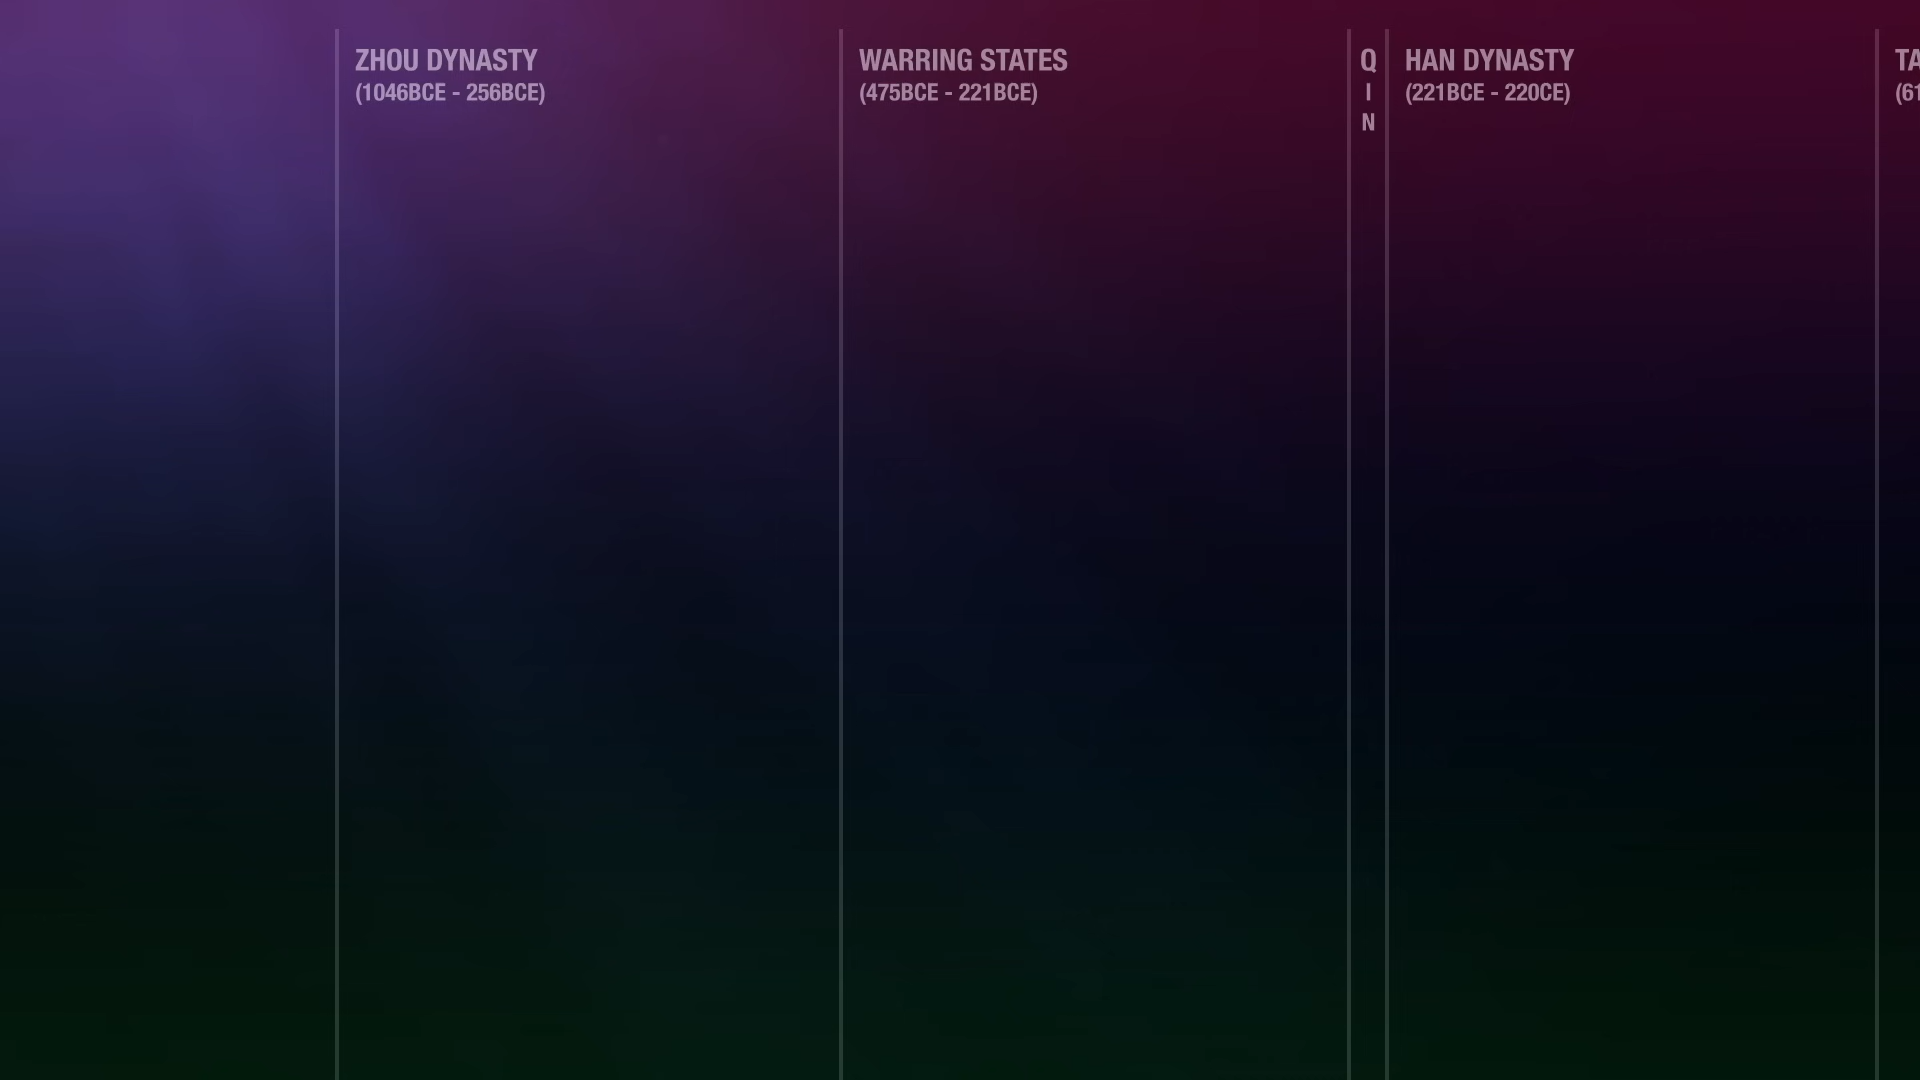 ZHOU DYNASTY
(1046BCE - 256BCE)
WARRING STATES
(475BCE - 221BCE)
Q
I
N
HAN DYNASTY
(221BCE - 220CE)